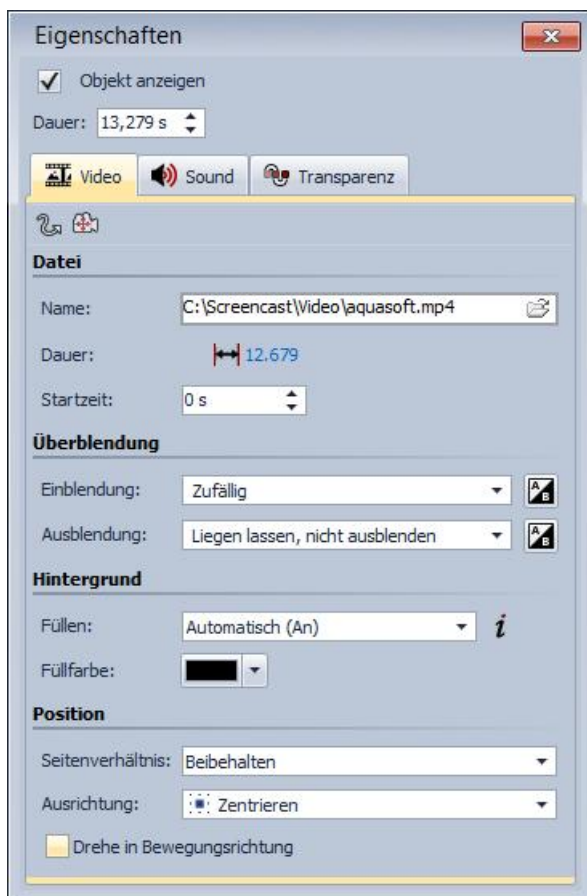 Eigenschaften
Objekt anzeigen
Dauer: 13,279 s
Video Sound Transparenz
Datei
Name: C:\Screencast\Video\aquasoft.mp4
Dauer: 12.679
Startzeit: 0 s
Überblendung
Einblendung: Zufällig A B
Ausblendung: Liegen lassen, nicht ausblenden A B
Hintergrund
Füllen: Automatisch (An) i
Füllfarbe:
Position
Seitenverhältnis: Beibehalten
Ausrichtung: Zentrieren
Drehe in Bewegungsrichtung